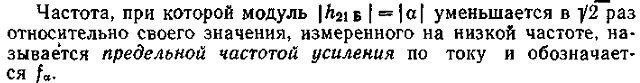 Частота, при которой модуль |h₂₁ Б| = |α| уменьшается в √2 раз
относительно своего значения, измеренного на низкой частоте, на-
зывается предельной частотой усиления по току и обозначает-
ся fα.